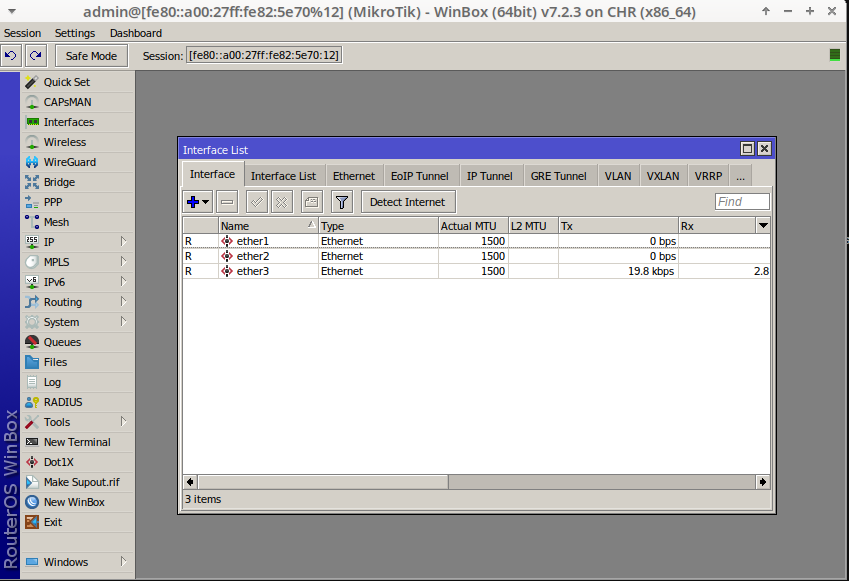 admin@[fe80::a00:27ff:fe82:5e70%12] (MikroTik) - WinBox (64bit) v7.2.3 on CHR (x86_64)
Session Settings Dashboard
Safe Mode Session: [fe80::a00:27ff:fe82:5e70:12]
Quick Set
CAPsMAN
Interfaces
Wireless
WireGuard
Bridge
PPP
Mesh
IP
MPLS
IPv6
Routing
System
Queues
Files
Log
RADIUS
Tools
New Terminal
Dot1X
Make Supout.rif
New WinBox
Exit
Windows
RouterOS WinBox
Interface List
Interface Interface List Ethernet EoIP Tunnel IP Tunnel GRE Tunnel VLAN VXLAN VRRP ...
Detect Internet Find
Name Type Actual MTU L2 MTU Tx Rx
R ether1 Ethernet 1500 0 bps
R ether2 Ethernet 1500 0 bps
R ether3 Ethernet 1500 19.8 kbps 2.8
3 items